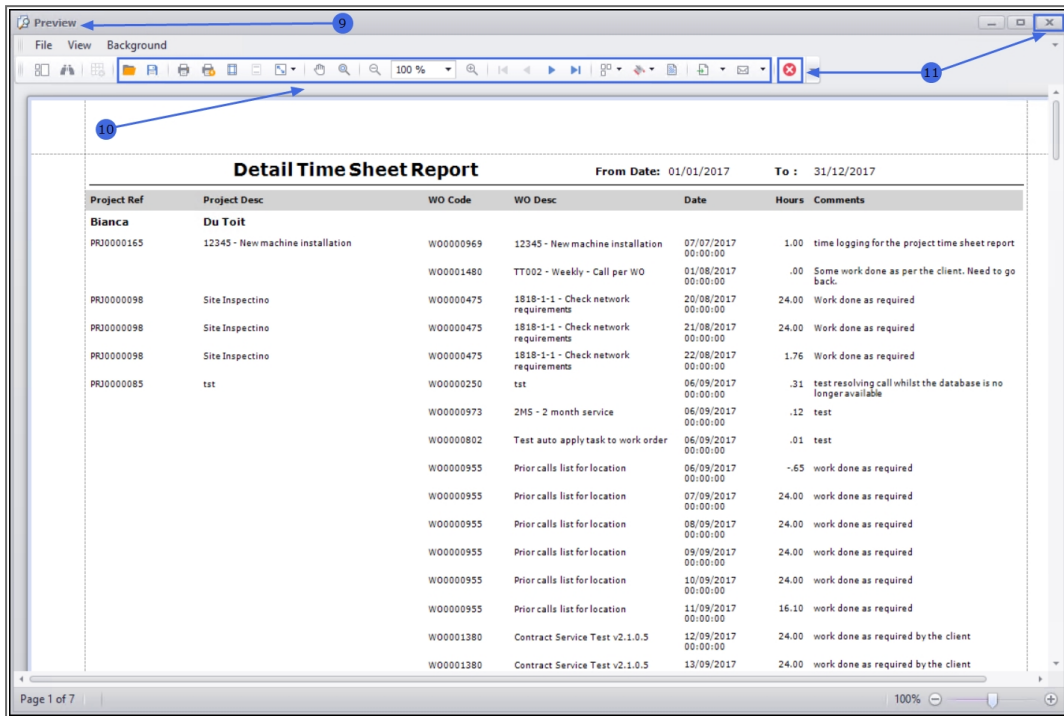 Preview
9
File View Background
100 %
11
10
Detail Time Sheet Report From Date: 01/01/2017 To : 31/12/2017
Project Ref Project Desc WO Code WO Desc Date Hours Comments
Bianca Du Toit
PRJ0000165 12345 - New machine installation WO0000969 12345 - New machine installation 07/07/2017 1.00 time logging for the project time sheet report
00:00:00
WO0001480 TT002 - Weekly - Call per WO 01/08/2017 .00 Some work done as per the client. Need to go
00:00:00 back.
PRJ0000098 Site Inspectino WO0000475 1818-1-1 - Check network 20/08/2017 24.00 Work done as required
requirements 00:00:00
PRJ0000098 Site Inspectino WO0000475 1818-1-1 - Check network 21/08/2017 24.00 Work done as required
requirements 00:00:00
PRJ0000098 Site Inspectino WO0000475 1818-1-1 - Check network 22/08/2017 1.76 Work done as required
requirements 00:00:00
PRJ0000085 tst WO0000250 tst 06/09/2017 .31 test resolving call whilst the database is no
00:00:00 longer available
WO0000973 2MS - 2 month service 06/09/2017 .12 test
00:00:00
WO0000802 Test auto apply task to work order 06/09/2017 .01 test
00:00:00
WO0000955 Prior calls list for location 06/09/2017 -.65 work done as required
00:00:00
WO0000955 Prior calls list for location 07/09/2017 24.00 work done as required
00:00:00
WO0000955 Prior calls list for location 08/09/2017 24.00 work done as required
00:00:00
WO0000955 Prior calls list for location 09/09/2017 24.00 work done as required
00:00:00
WO0000955 Prior calls list for location 10/09/2017 24.00 work done as required
00:00:00
WO0000955 Prior calls list for location 11/09/2017 16.10 work done as required
00:00:00
WO0001380 Contract Service Test v2.1.0.5 12/09/2017 24.00 work done as required by the client
00:00:00
WO0001380 Contract Service Test v2.1.0.5 13/09/2017 24.00 work done as required by the client
Page 1 of 7 100%